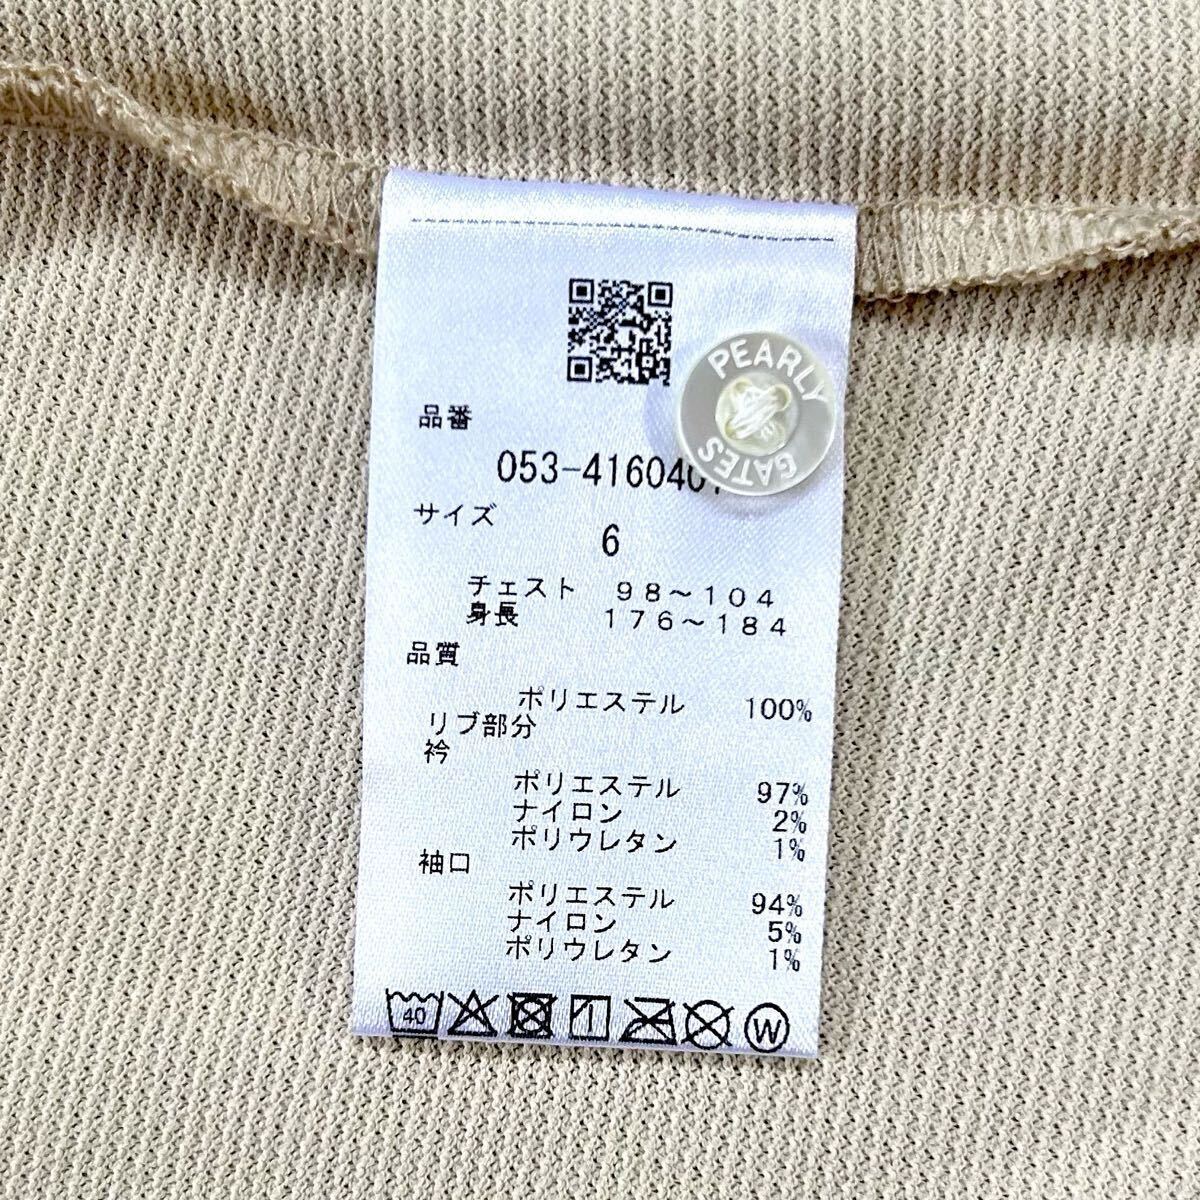 PEARLY GATES
品番
053-416040
サイズ
6
チェスト 98～104
身長 176～184
品質
ポリエステル 100%
リブ部分
衿
ポリエステル 97%
ナイロン 2%
ポリウレタン 1%
袖口
ポリエステル 94%
ナイロン 5%
ポリウレタン 1%
40 W